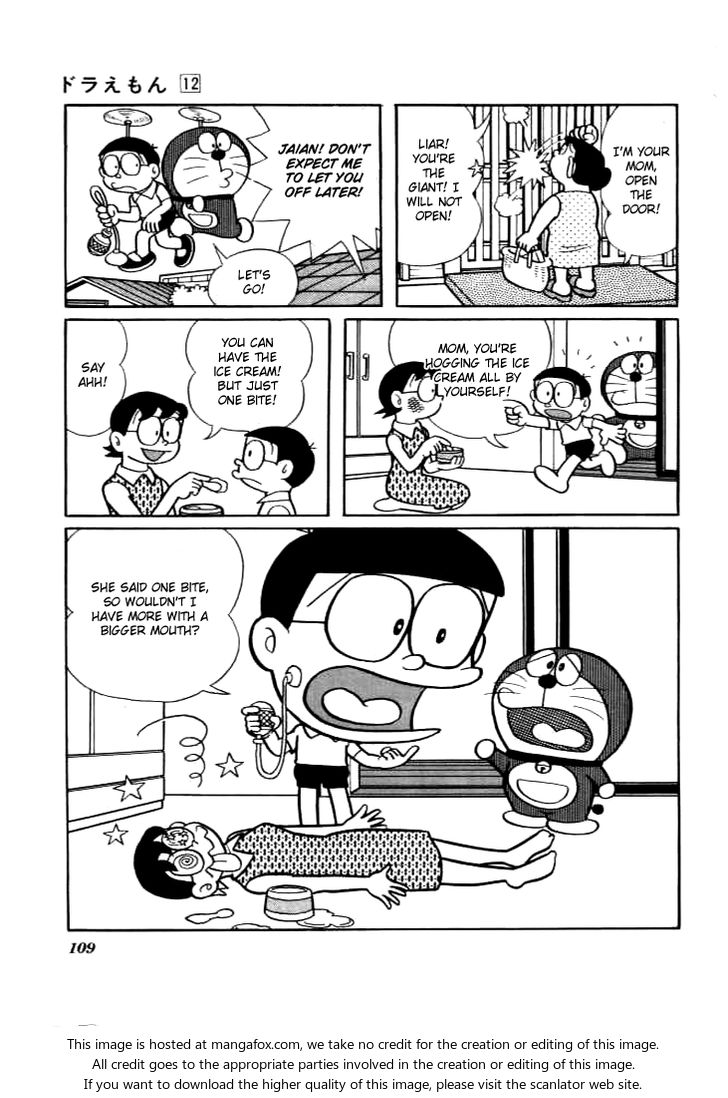 ドラえもん 12
I'M YOUR
MOM,
OPEN
THE
DOOR!
LIAR!
YOU'RE
THE
GIANT! I
WILL NOT
OPEN!
JAIAN! DON'T
EXPECT ME
TO LET YOU
OFF LATER!
LET'S
GO!
MOM, YOU'RE
HOGGING THE ICE
CREAM ALL BY
YOURSELF!
YOU CAN
HAVE THE
ICE CREAM!
BUT JUST
ONE BITE!
SAY
AHH!
SHE SAID ONE BITE,
SO WOULDN'T I
HAVE MORE WITH A
BIGGER MOUTH?
109
This image is hosted at mangafox.com, we take no credit for the creation or editing of this image.
All credit goes to the appropriate parties involved in the creation or editing of this image.
If you want to download the higher quality of this image, please visit the scanlator web site.